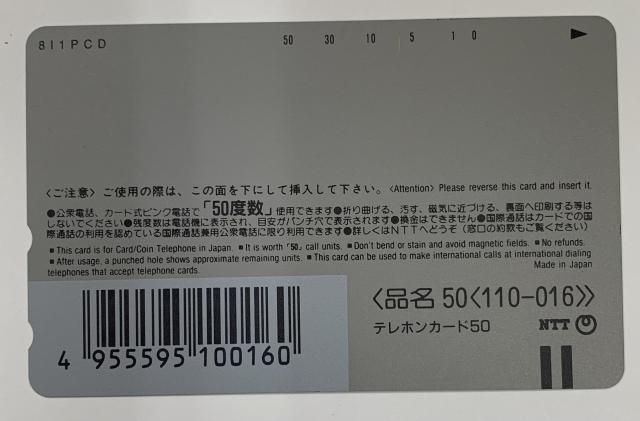 8I1PCD 50 30 10 5 1 0
〈ご注意〉ご使用の際は、この面を下にして挿入して下さい。〈Attention〉Please reverse this card and insert it.
●公衆電話、カード式ピンク電話で「50度数」使用できます●折り曲げる、汚す、磁気に近づける、裏面へ印刷する等は
しないでください●残度数は電話機に表示され、目安がパンチ穴で表示されます●換金はできません●国際通話はカードでの国
際通話の利用を認めている国際通話兼用公衆電話に限り利用できます●詳しくはNTTへどうぞ（窓口の約款もご覧ください）
■This card is for Card/Coin Telephone in Japan. ■It is worth「50」call units. ■Don't bend or stain and avoid magnetic fields. ■No refunds.
■After usage, a punched hole shows approximate remaining units. ■This card can be used to make international calls at international dialing
telephones that accept telephone cards. Made in Japan
〈品名 50〈110-016〉〉
テレホンカード50 NTT
4 955595 100160